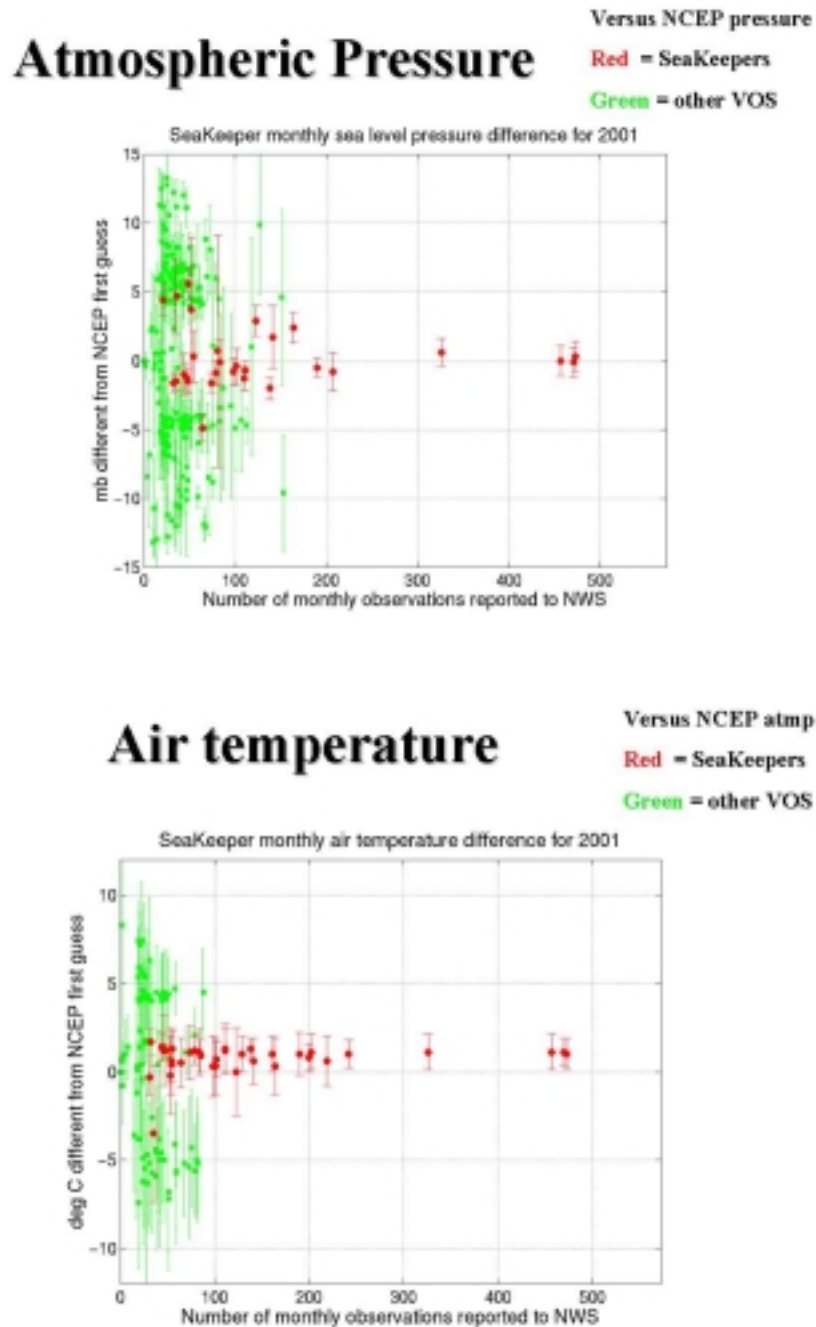 Atmospheric Pressure
Versus NCEP pressure
Red = SeaKeepers
Green = other VOS
SeaKeeper monthly sea level pressure difference for 2001
mb different from NCEP first guess
15
10
5
0
−5
−10
−15
0 100 200 300 400 500
Number of monthly observations reported to NWS
Air temperature
Versus NCEP atmp
Red = SeaKeepers
Green = other VOS
SeaKeeper monthly air temperature difference for 2001
deg C different from NCEP first guess
10
5
0
−5
−10
0 100 200 300 400 500
Number of monthly observations reported to NWS